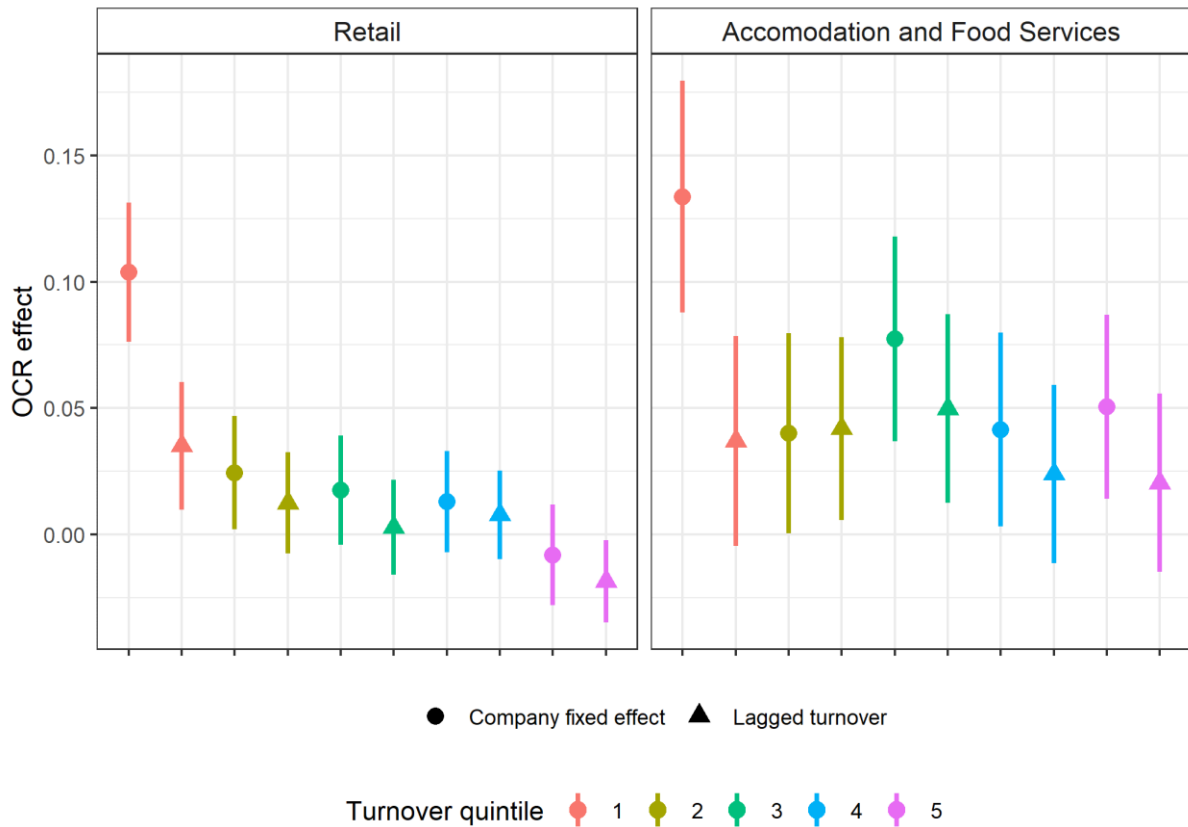 Retail
Accomodation and Food Services
OCR effect
0.15
0.10
0.05
0.00
Company fixed effect
Lagged turnover
Turnover quintile 1 2 3 4 5